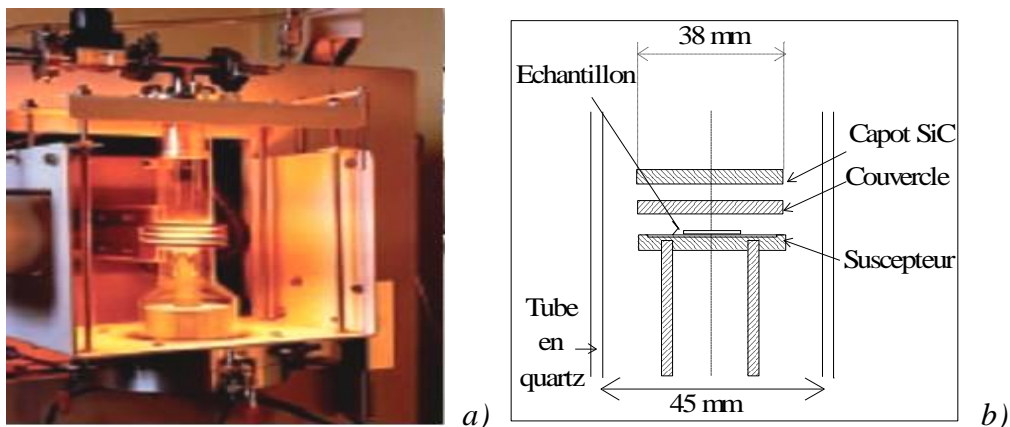 38 mm
Echantillon
Capot SiC
Couvercle
Suscepteur
Tube
en
quartz
45 mm
a)
b)